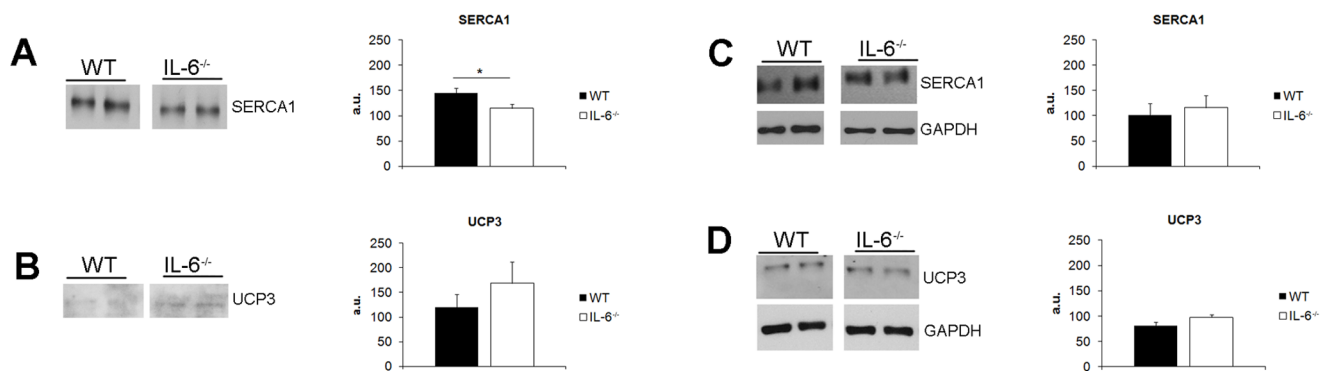 A
WT
IL-6-/-
SERCA1
SERCA1
250
200
150
100
50
0
a.u.
*
WT
IL-6-/-
B
WT
IL-6-/-
UCP3
UCP3
250
200
150
100
50
0
a.u.
WT
IL-6-/-
C
WT
IL-6-/-
SERCA1
GAPDH
SERCA1
250
200
150
100
50
0
a.u.
WT
IL-6-/-
D
WT
IL-6-/-
UCP3
GAPDH
UCP3
250
200
150
100
50
0
a.u.
WT
IL-6-/-